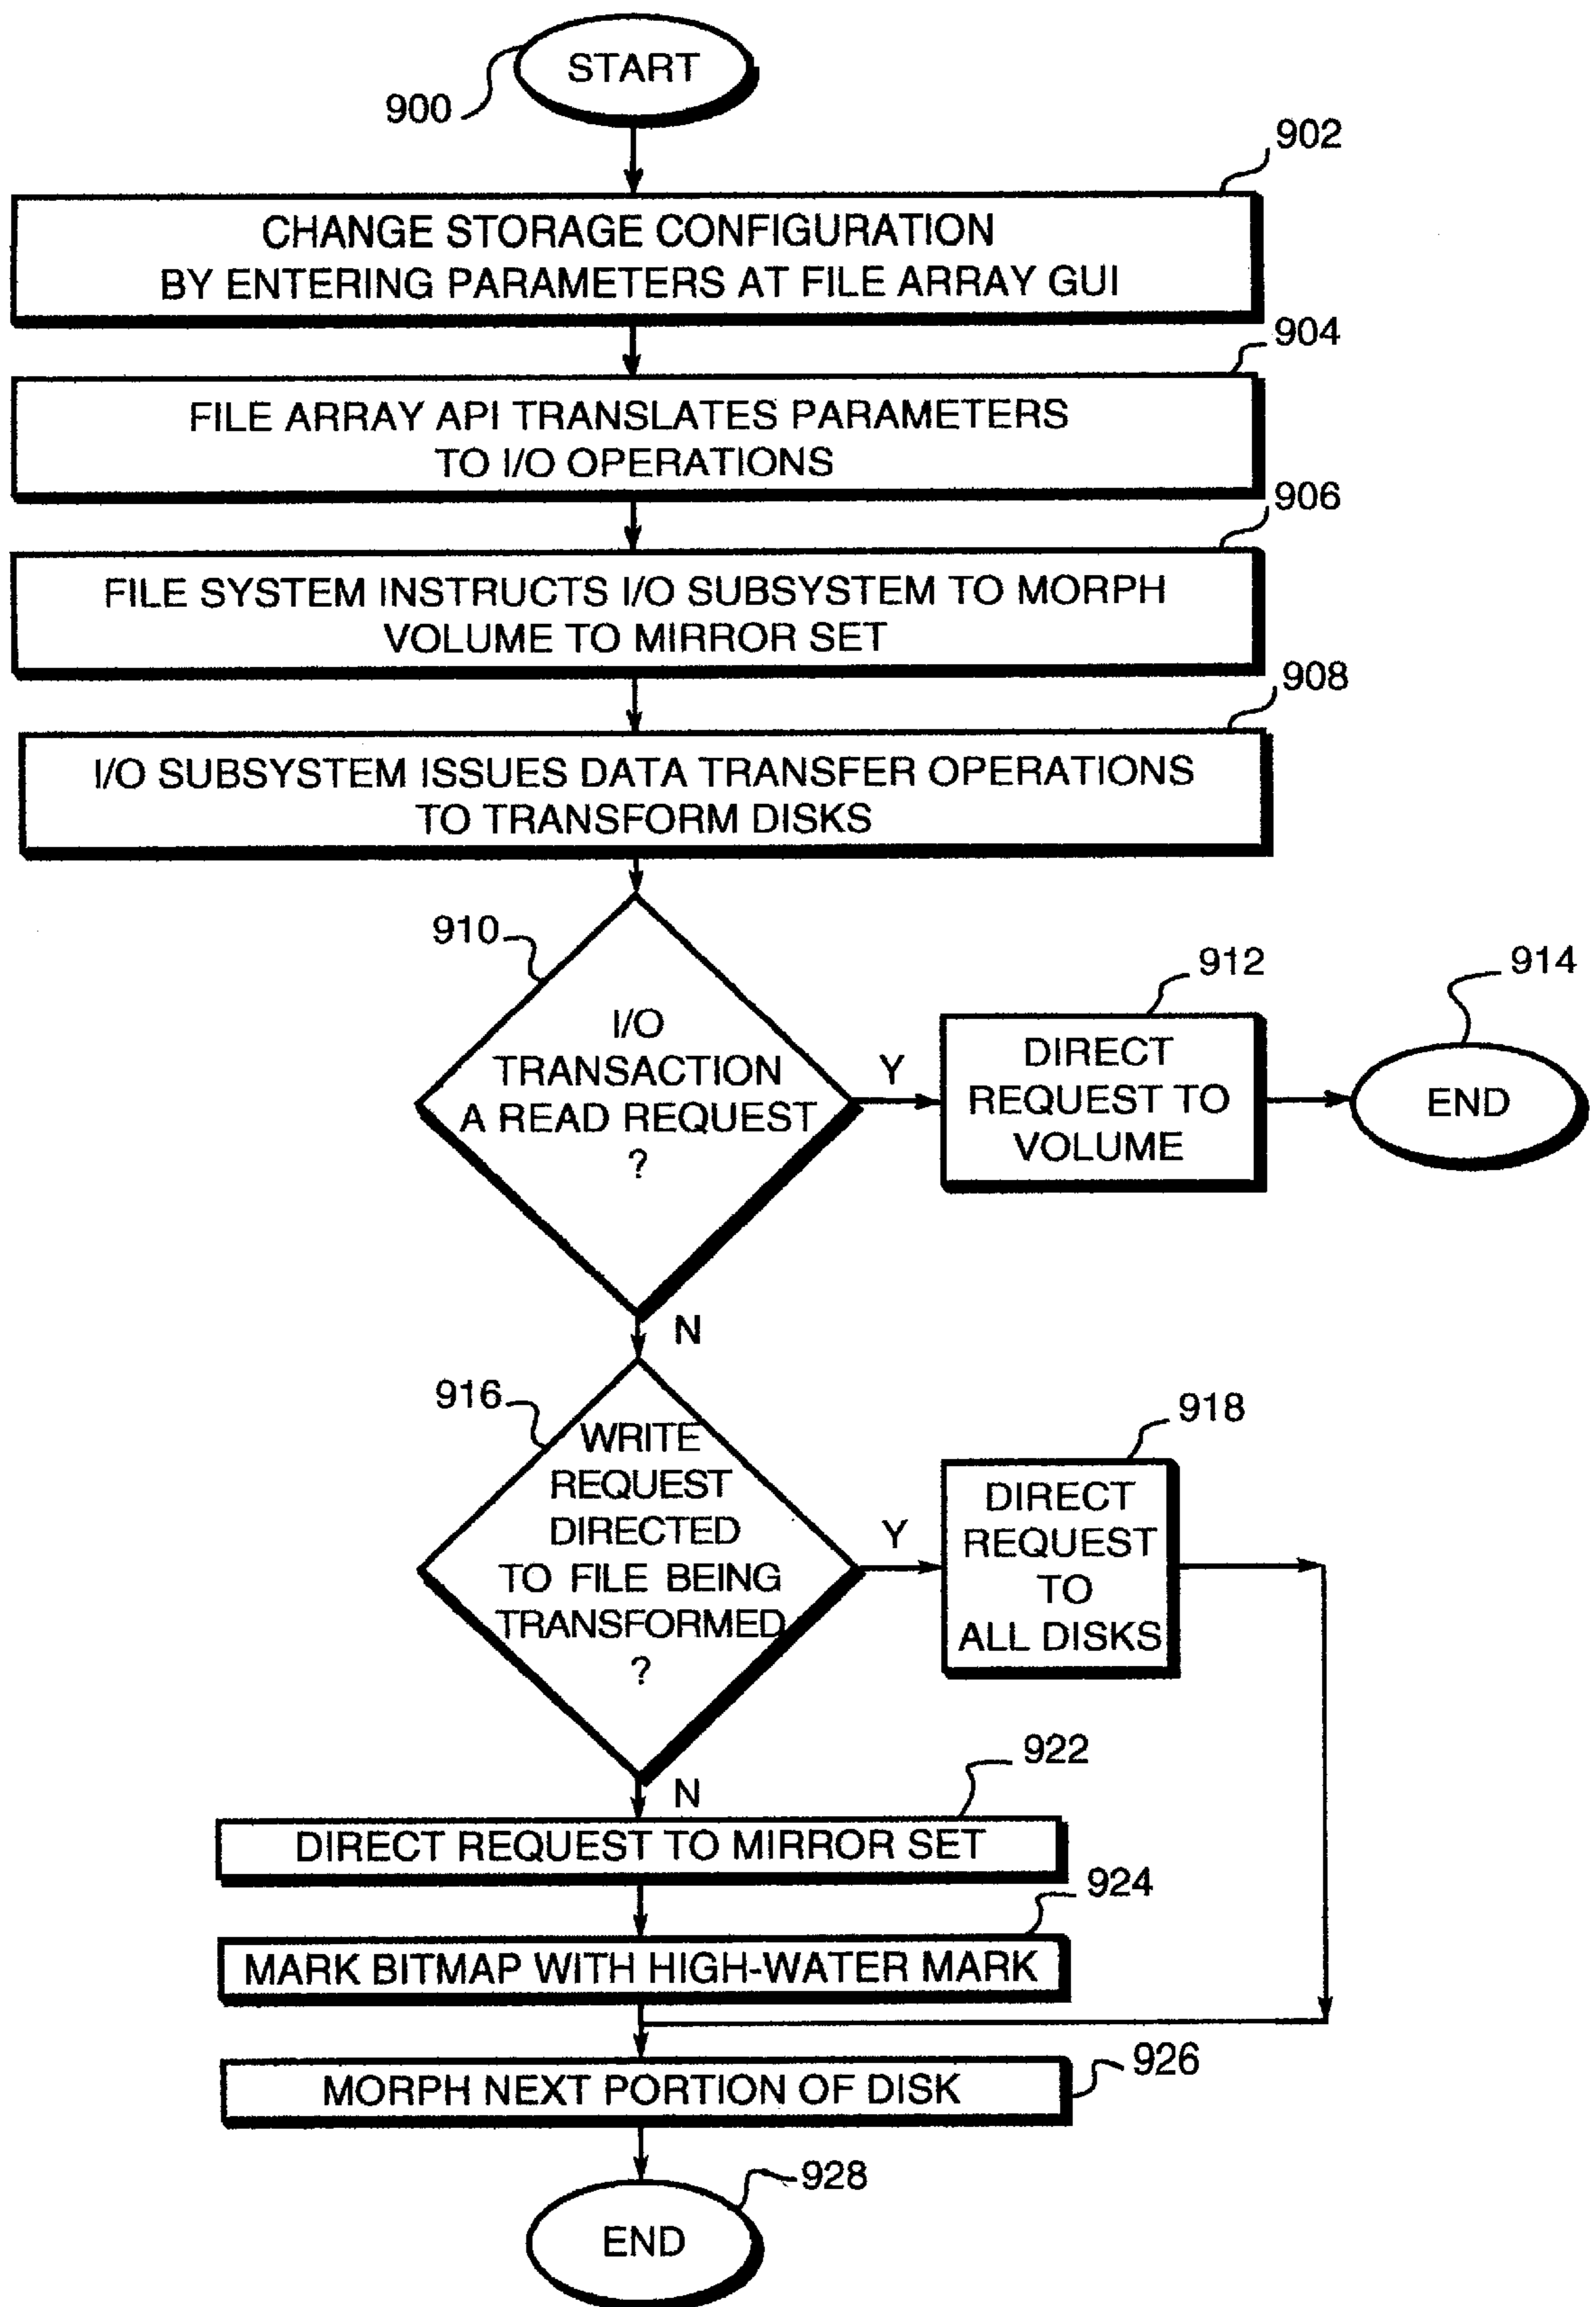 START
900
902
CHANGE STORAGE CONFIGURATION
BY ENTERING PARAMETERS AT FILE ARRAY GUI
904
FILE ARRAY API TRANSLATES PARAMETERS
TO I/O OPERATIONS
906
FILE SYSTEM INSTRUCTS I/O SUBSYSTEM TO MORPH
VOLUME TO MIRROR SET
908
I/O SUBSYSTEM ISSUES DATA TRANSFER OPERATIONS
TO TRANSFORM DISKS
910
I/O
TRANSACTION
A READ REQUEST
?
Y
912
DIRECT
REQUEST TO
VOLUME
914
END
N
916
WRITE
REQUEST
DIRECTED
TO FILE BEING
TRANSFORMED
?
Y
918
DIRECT
REQUEST
TO
ALL DISKS
N
922
DIRECT REQUEST TO MIRROR SET
924
MARK BITMAP WITH HIGH-WATER MARK
926
MORPH NEXT PORTION OF DISK
928
END